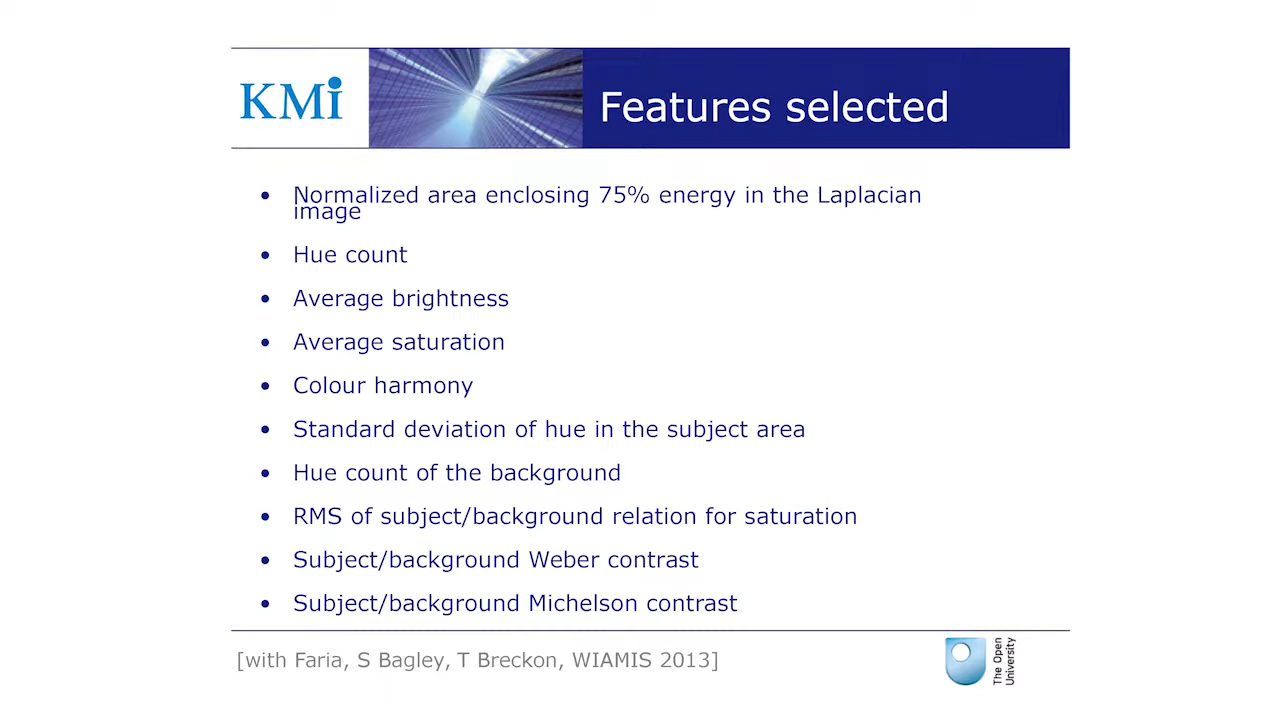 KMi
Features selected
• Normalized area enclosing 75% energy in the Laplacian
image
• Hue count
• Average brightness
• Average saturation
• Colour harmony
• Standard deviation of hue in the subject area
• Hue count of the background
• RMS of subject/background relation for saturation
• Subject/background Weber contrast
• Subject/background Michelson contrast
[with Faria, S Bagley, T Breckon, WIAMIS 2013]
The Open
University